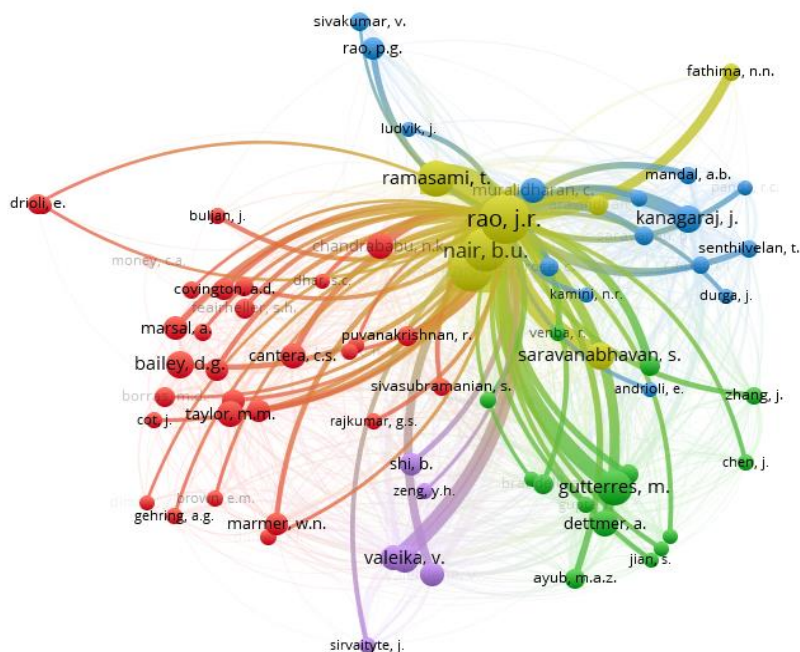 sivakumar, v.
rao, p.g.
fathima, n.n.
ludvik, j.
ramasami, t.
mandal, a.b.
muralidharan, c.
drioli, e.
buljan, j.
rao, j.r.
kanagaraj, j.
chandrababu, n.k.
nair, b.u.
senthilvelan, t.
money, c.a.
dhar, s.c.
covington, a.d.
kamini, n.r.
durga, j.
feairheller, s.h.
marsal, a.
puvanakrishnan, r.
venba, r.
bailey, d.g.
cantera, c.s.
saravanabhavan, s.
sivasubramanian, s.
andrioli, e.
zhang, j.
cot, j.
taylor, m.m.
rajkumar, g.s.
shi, b.
chen, j.
zeng, y.h.
gutterres, m.
brown, e.m.
gehring, a.g.
marmer, w.n.
dettmer, a.
valeika, v.
jian, s.
ayub, m.a.z.
sirvaityte, j.